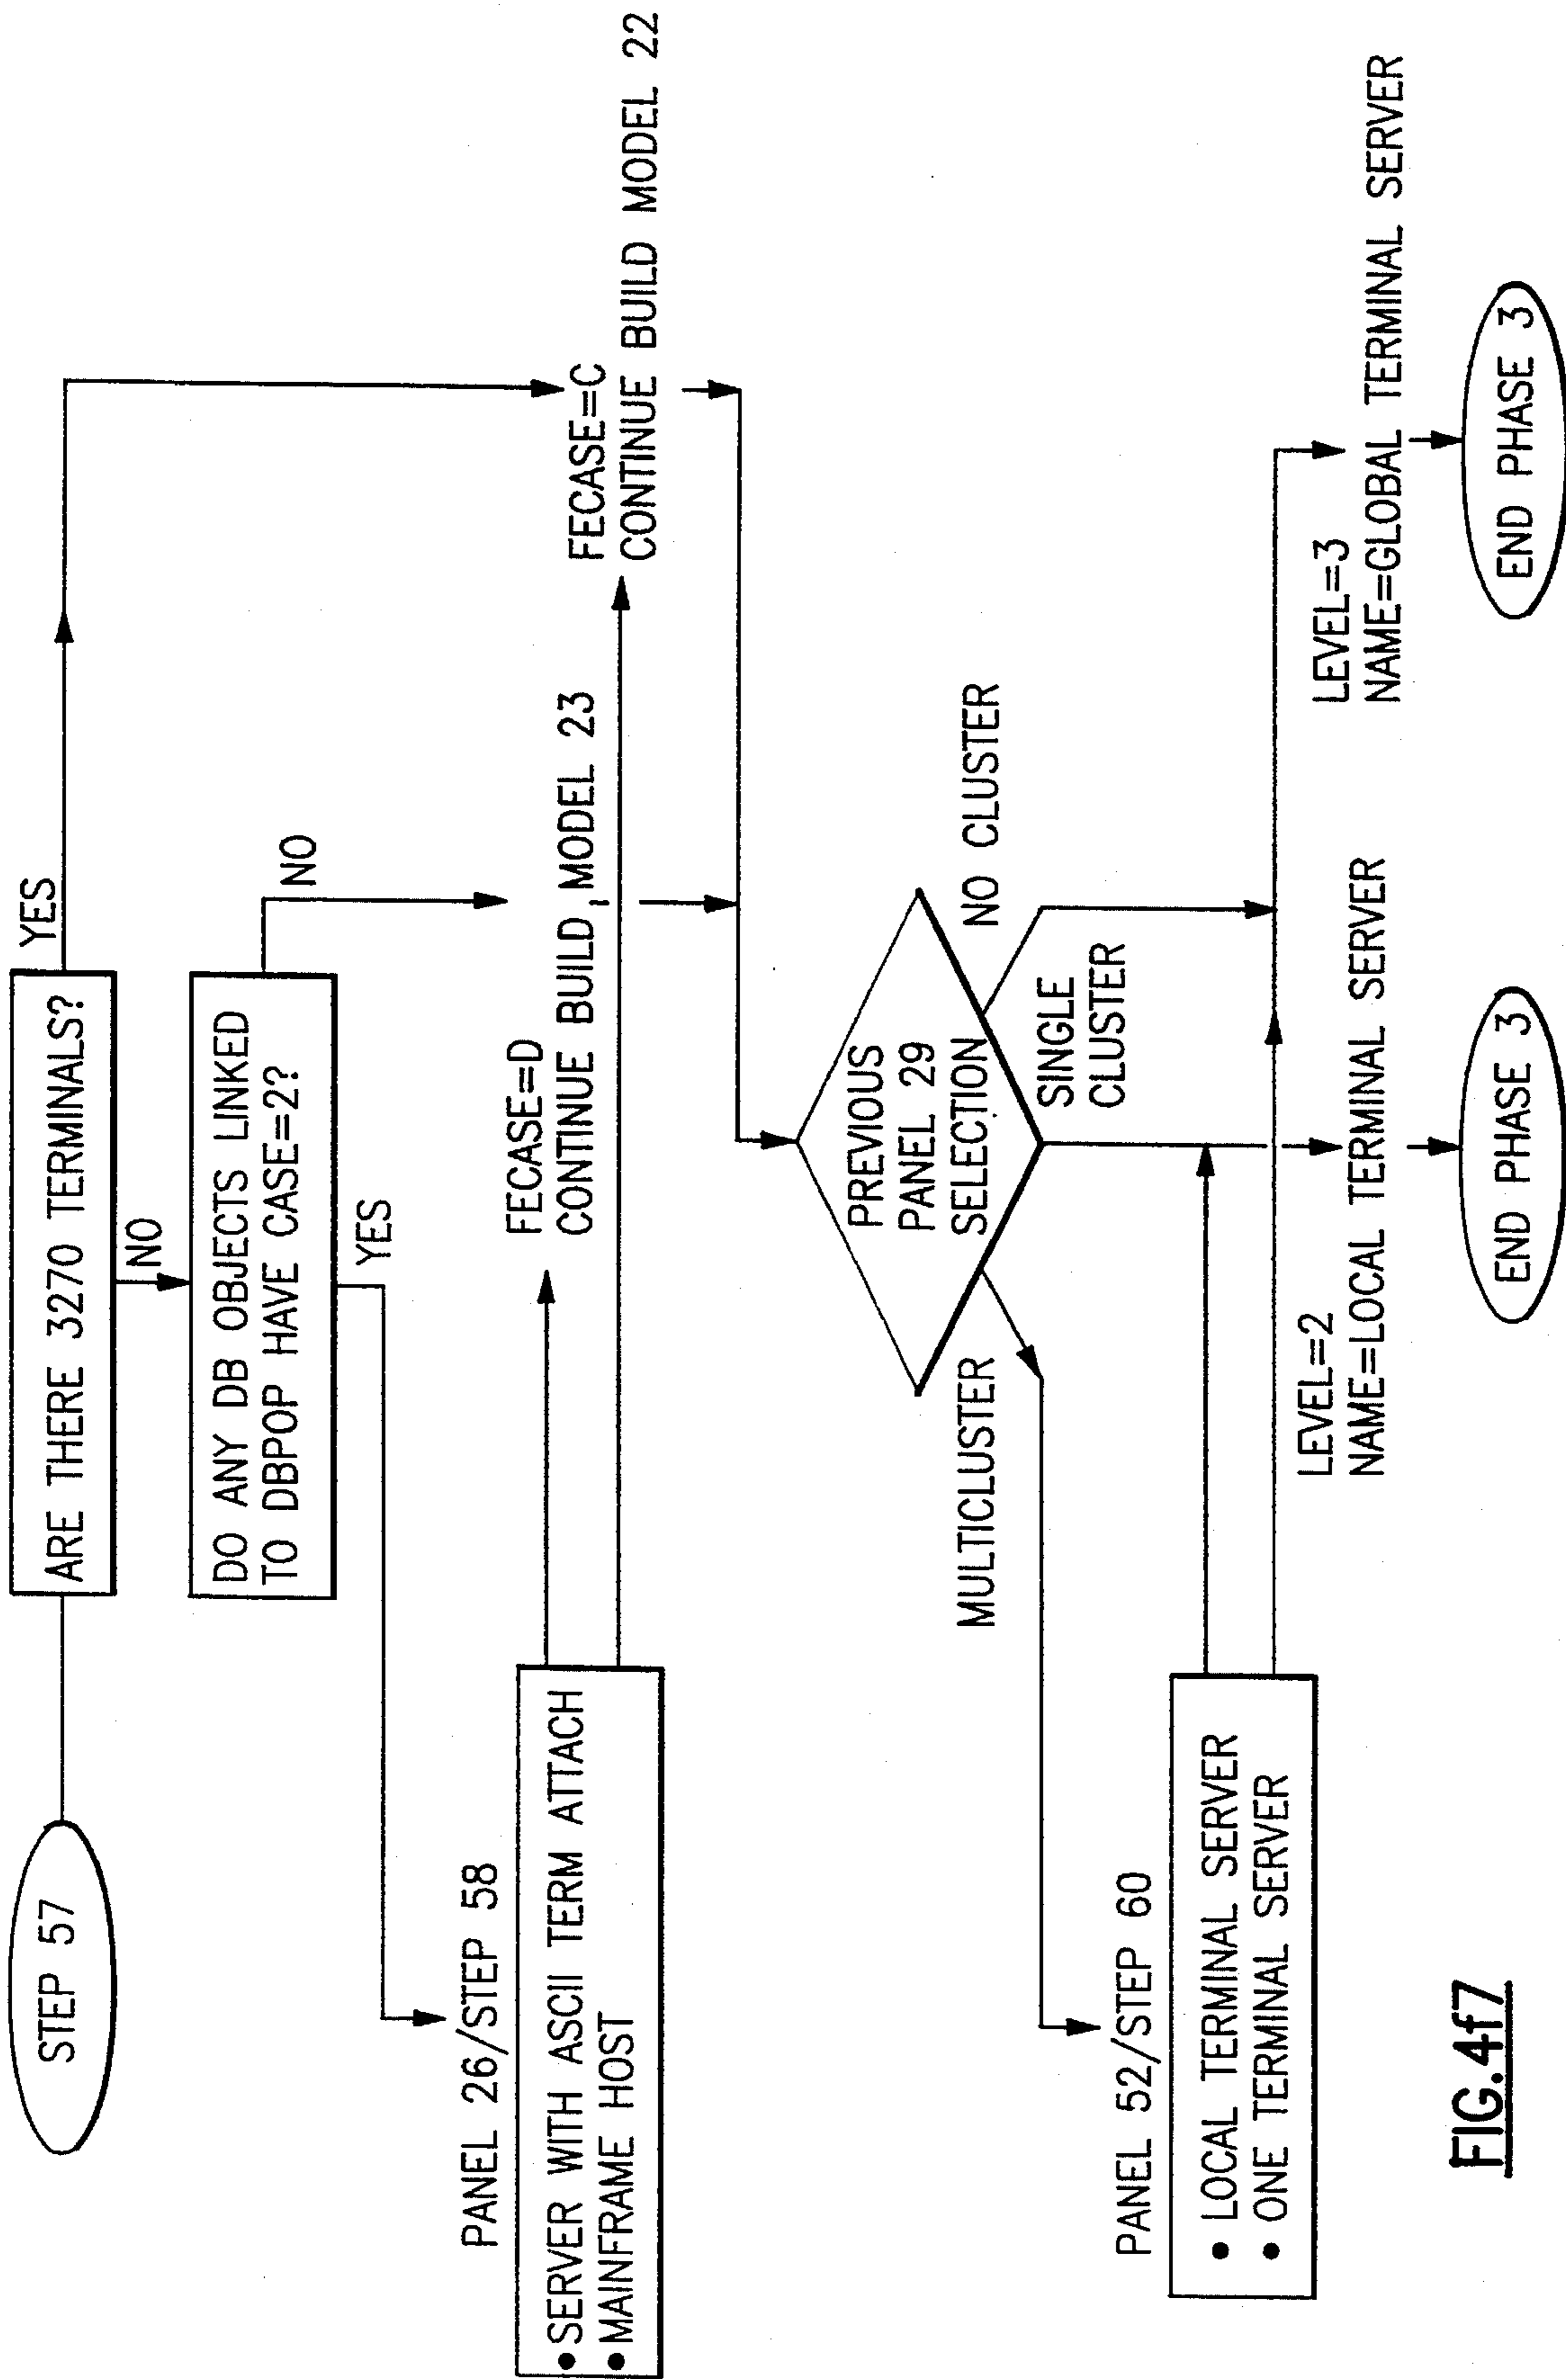 STEP 57
ARE THERE 3270 TERMINALS?
YES
NO
DO ANY DB OBJECTS LINKED
TO DBPOP HAVE CASE=2?
NO
YES
PANEL 26/STEP 58
• SERVER WITH ASCII TERM ATTACH
• MAINFRAME HOST
FECASE=D
CONTINUE BUILD MODEL 23
FECASE=C
CONTINUE BUILD MODEL 22
PREVIOUS
PANEL 29
SELECTION
MULTICLUSTER
SINGLE
CLUSTER
NO CLUSTER
PANEL 52/STEP 60
• LOCAL TERMINAL SERVER
• ONE TERMINAL SERVER
LEVEL=2
NAME=LOCAL TERMINAL SERVER
LEVEL=3
NAME=GLOBAL TERMINAL SERVER
END PHASE 3
END PHASE 3
FIG.4f7